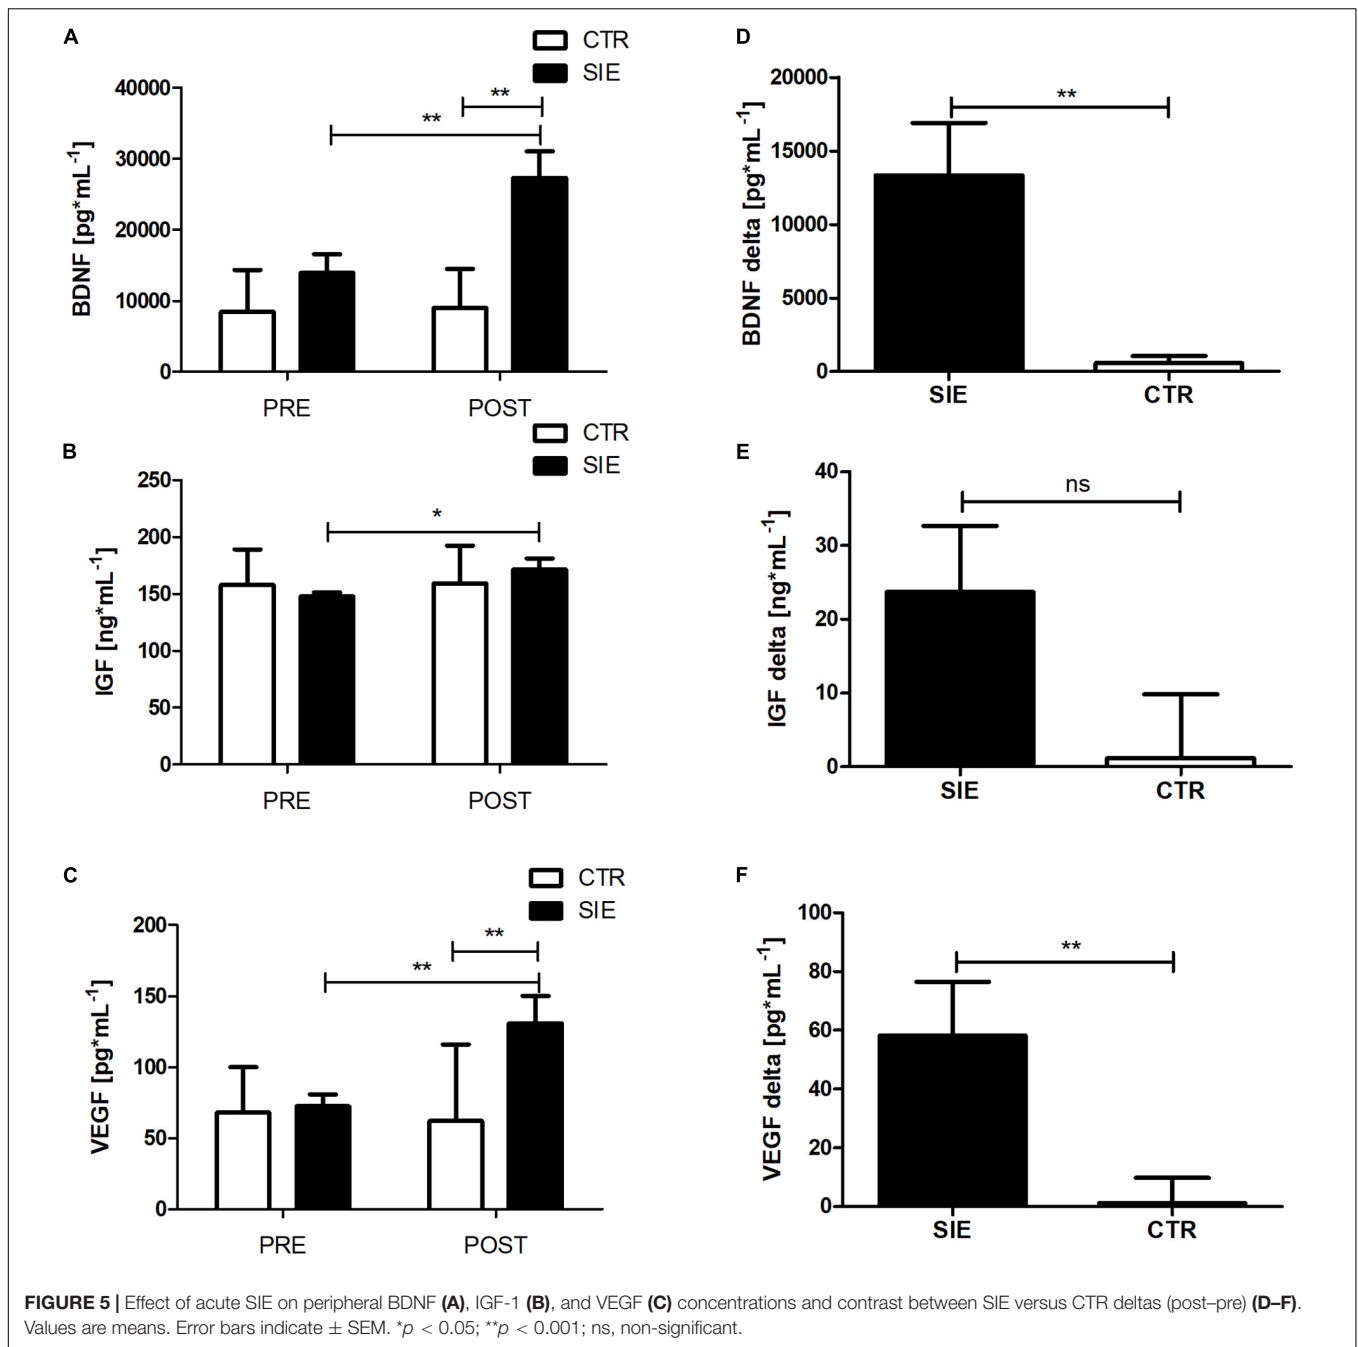 A
CTR
SIE
BDNF [pg*mL-1]
40000
30000
20000
10000
0
**
**
PRE
POST
D
BDNF delta [pg*mL-1]
20000
15000
10000
5000
0
**
SIE
CTR
B
CTR
SIE
IGF [ng*mL-1]
250
200
150
100
50
0
*
PRE
POST
E
IGF delta [ng*mL-1]
40
30
20
10
0
ns
SIE
CTR
C
CTR
SIE
VEGF [pg*mL-1]
200
150
100
50
0
**
**
PRE
POST
F
VEGF delta [pg*mL-1]
100
80
60
40
20
0
**
SIE
CTR
FIGURE 5 | Effect of acute SIE on peripheral BDNF (A), IGF-1 (B), and VEGF (C) concentrations and contrast between SIE versus CTR deltas (post–pre) (D–F).
Values are means. Error bars indicate ± SEM. *p < 0.05; **p < 0.001; ns, non-significant.